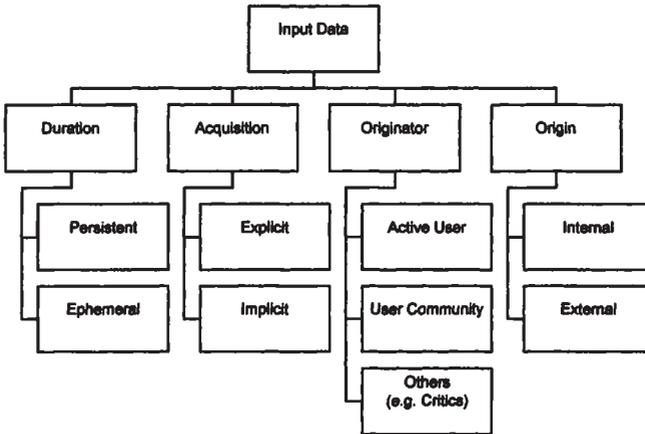 Input Data
Duration
Acquisition
Originator
Origin
Persistent
Explicit
Active User
Internal
Ephemeral
Implicit
User Community
External
Others
(e.g. Critics)